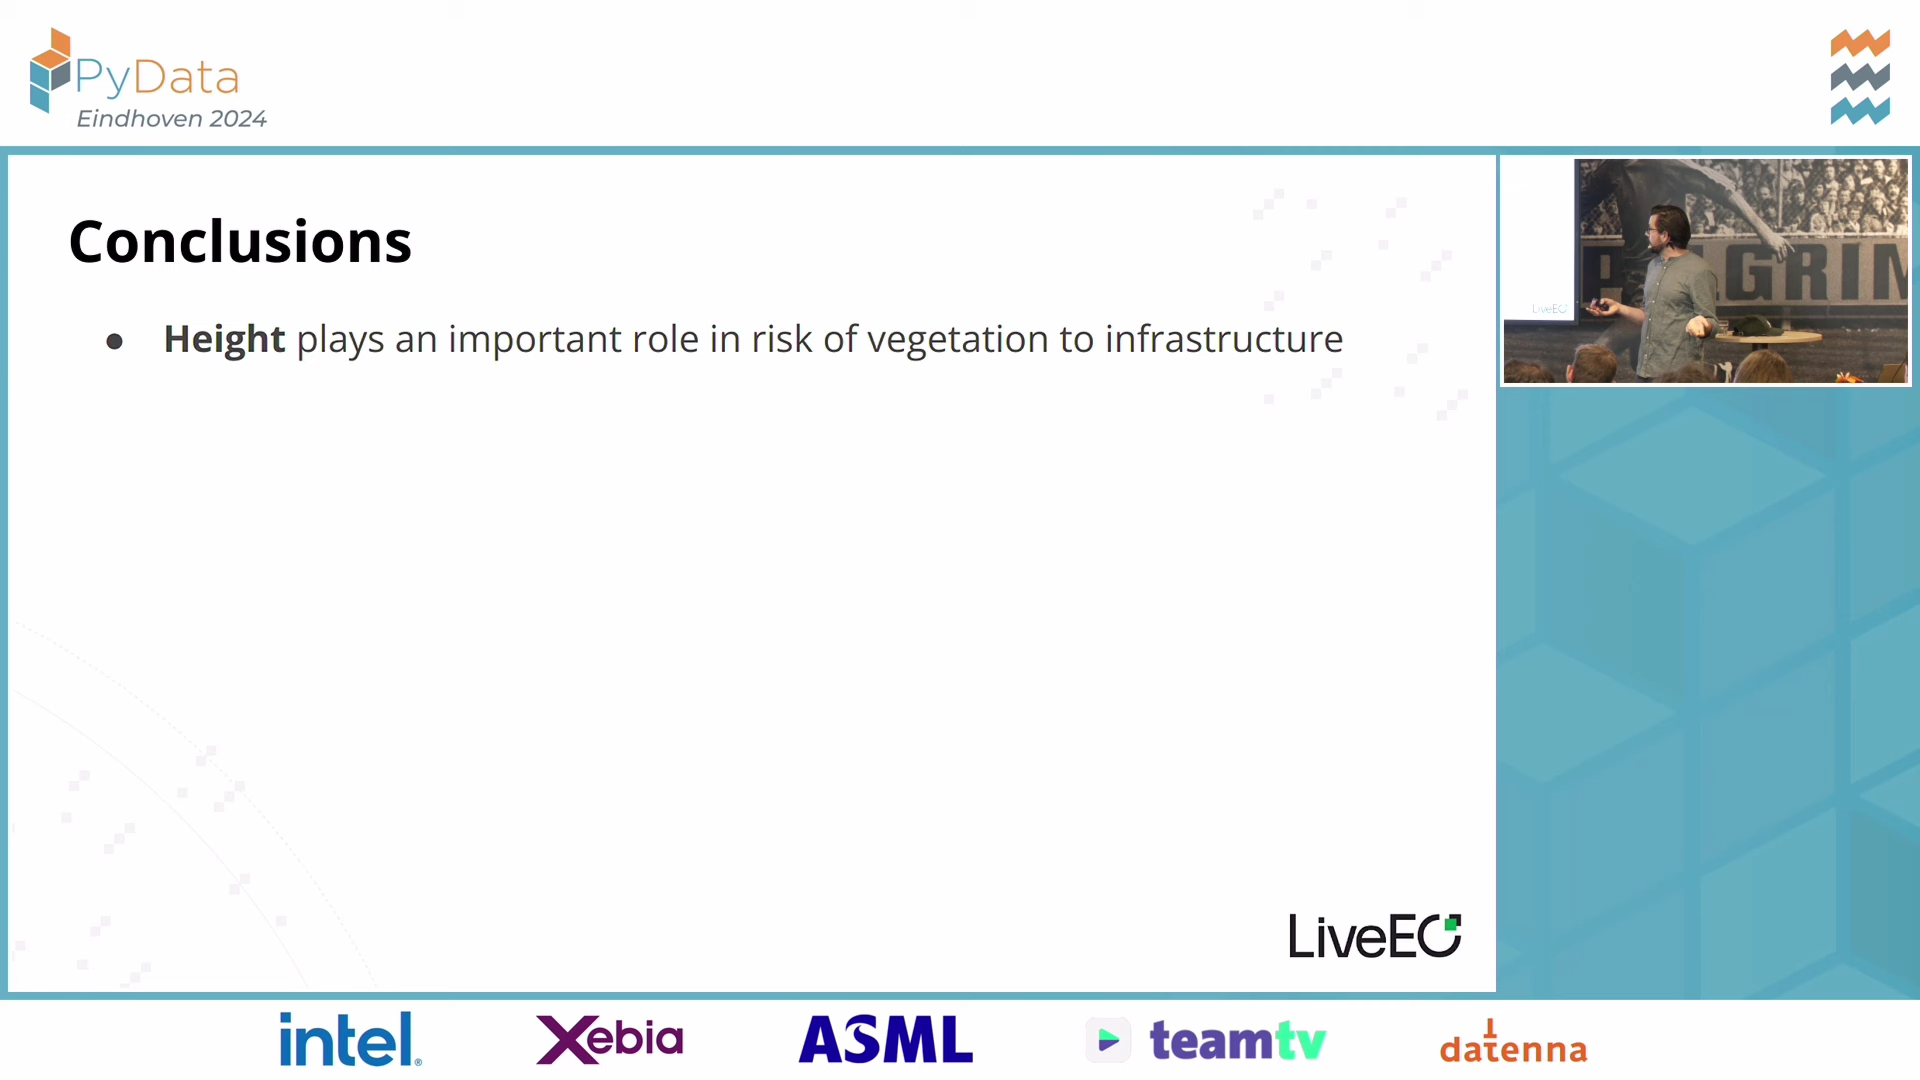 PyData
Eindhoven 2024
Conclusions
● Height plays an important role in risk of vegetation to infrastructure
LiveEO
LiveEO
intel
Xebia
ASML
teamtv
datenna